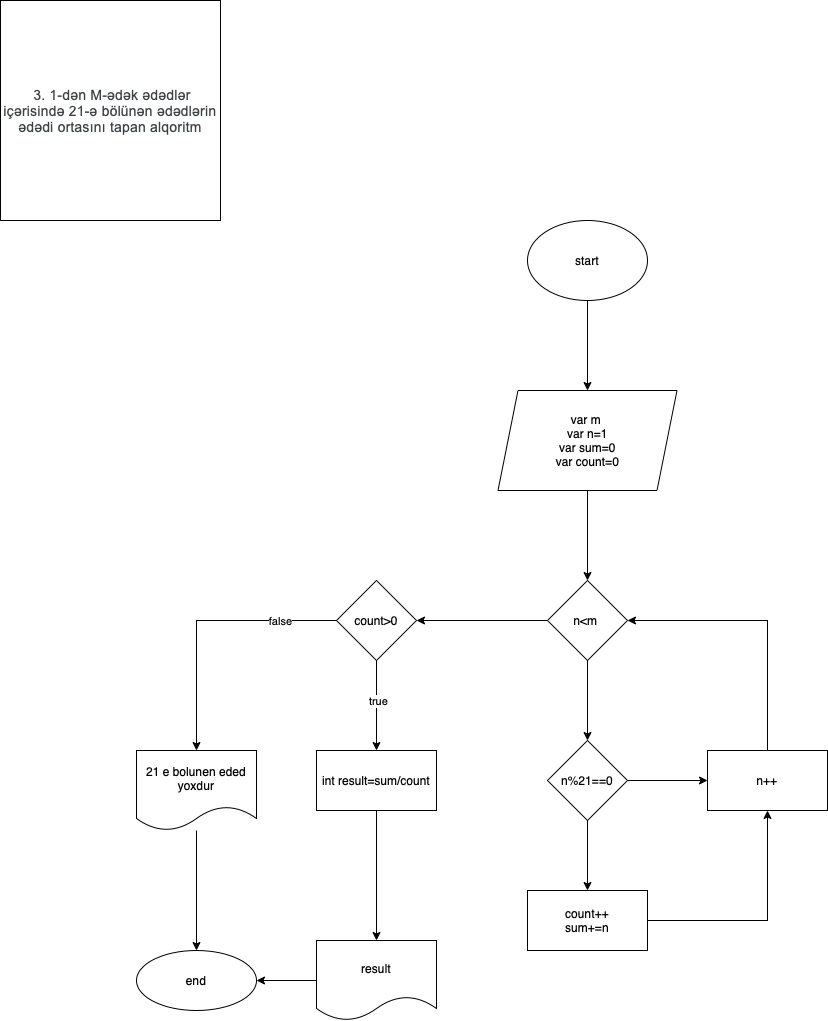 3. 1-dən M-ədək ədədlər
içərisində 21-ə bölünən ədədlərin
ədədi ortasını tapan alqoritm
start
var m
var n=1
var sum=0
var count=0
false
count>0
n<m
true
21 e bolunen eded
yoxdur
int result=sum/count
n%21==0
n++
count++
sum+=n
result
end